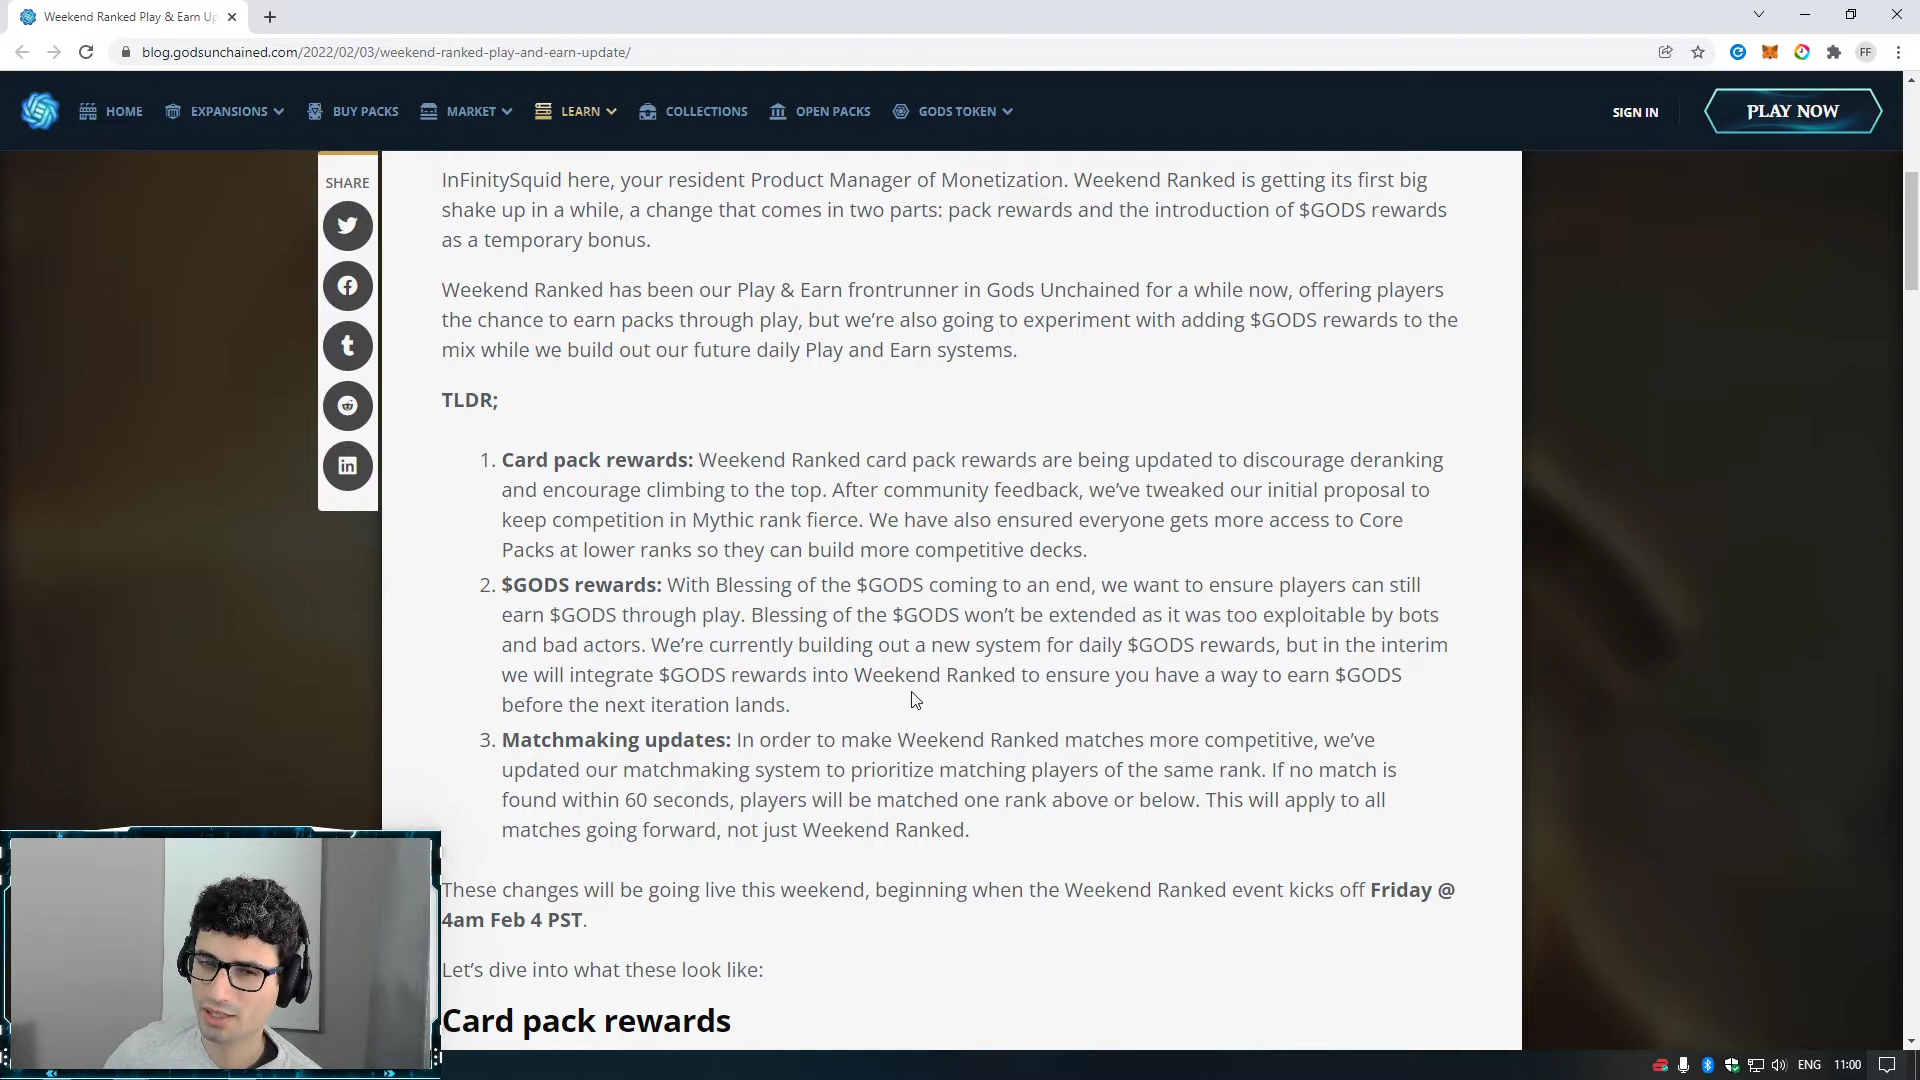 Weekend Ranked Play & Earn Up
blog.godsunchained.com/2022/02/03/weekend-ranked-play-and-earn-update/
FF
HOME
EXPANSIONS
BUY PACKS
MARKET
LEARN
COLLECTIONS
OPEN PACKS
GODS TOKEN
SIGN IN
PLAY NOW
SHARE
InFinitySquid here, your resident Product Manager of Monetization. Weekend Ranked is getting its first big
shake up in a while, a change that comes in two parts: pack rewards and the introduction of $GODS rewards
as a temporary bonus.
Weekend Ranked has been our Play & Earn frontrunner in Gods Unchained for a while now, offering players
the chance to earn packs through play, but we’re also going to experiment with adding $GODS rewards to the
mix while we build out our future daily Play and Earn systems.
TLDR;
1. Card pack rewards: Weekend Ranked card pack rewards are being updated to discourage deranking
and encourage climbing to the top. After community feedback, we’ve tweaked our initial proposal to
keep competition in Mythic rank fierce. We have also ensured everyone gets more access to Core
Packs at lower ranks so they can build more competitive decks.
2. $GODS rewards: With Blessing of the $GODS coming to an end, we want to ensure players can still
earn $GODS through play. Blessing of the $GODS won’t be extended as it was too exploitable by bots
and bad actors. We’re currently building out a new system for daily $GODS rewards, but in the interim
we will integrate $GODS rewards into Weekend Ranked to ensure you have a way to earn $GODS
before the next iteration lands.
3. Matchmaking updates: In order to make Weekend Ranked matches more competitive, we’ve
updated our matchmaking system to prioritize matching players of the same rank. If no match is
found within 60 seconds, players will be matched one rank above or below. This will apply to all
matches going forward, not just Weekend Ranked.
These changes will be going live this weekend, beginning when the Weekend Ranked event kicks off Friday @
4am Feb 4 PST.
Let’s dive into what these look like:
Card pack rewards
ENG
11:00